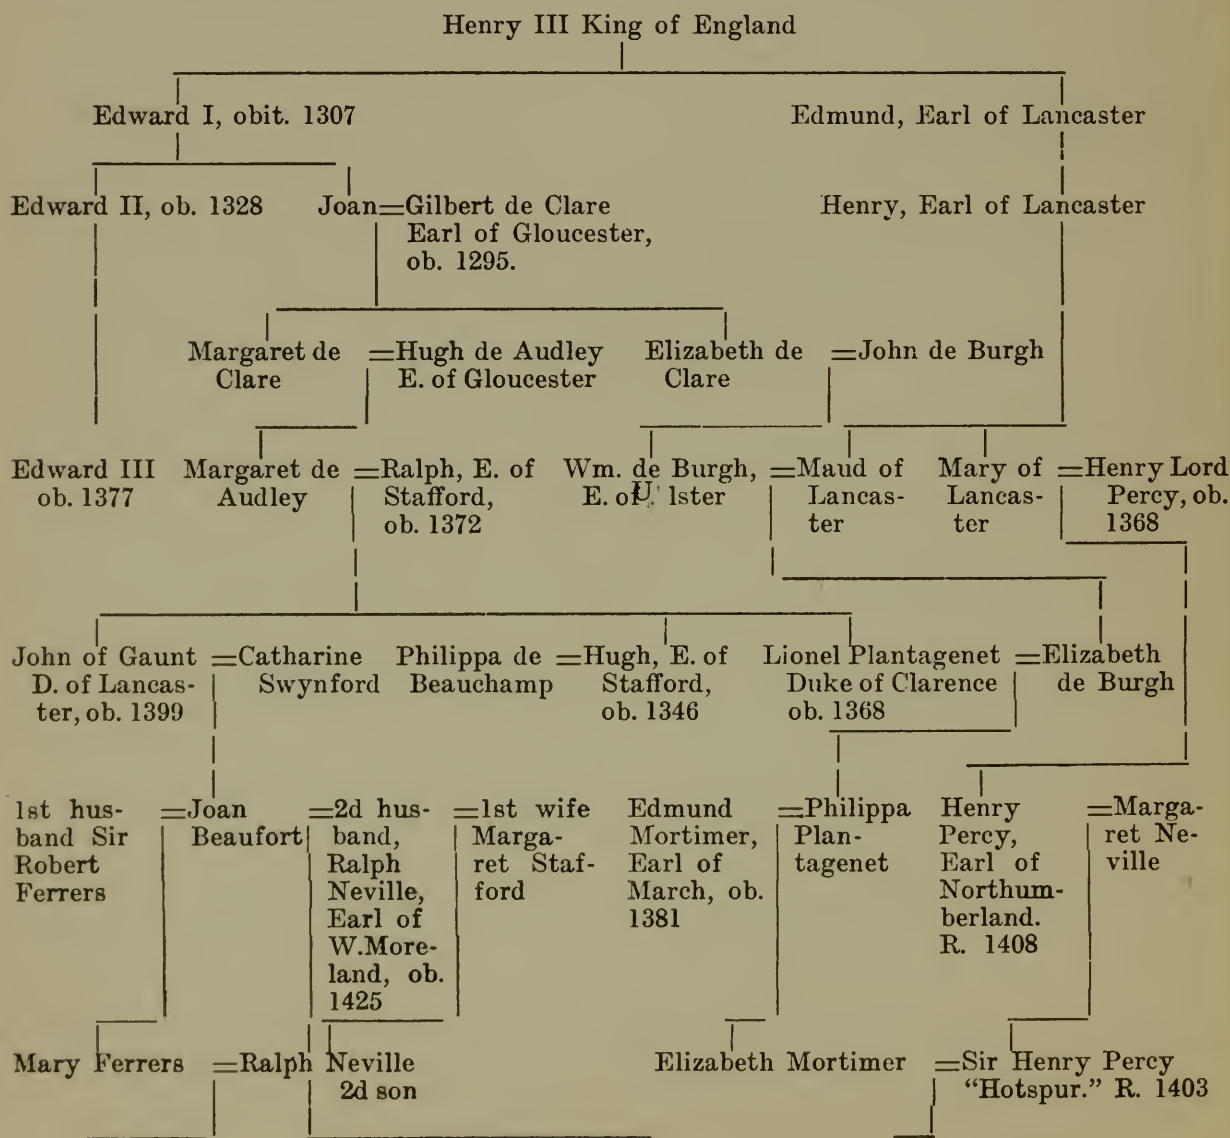 Henry III King of England
Edward I, obit. 1307
Edmund, Earl of Lancaster
Edward II, ob. 1328
Joan=Gilbert de Clare
Earl of Gloucester,
ob. 1295.
Henry, Earl of Lancaster
Margaret de
Clare
=Hugh de Audley
E. of Gloucester
Elizabeth de
Clare
=John de Burgh
Edward III
ob. 1377
Margaret de
Audley
=Ralph, E. of
Stafford,
ob. 1372
Wm. de Burgh,
E. of U. lster
=Maud of
Lancas-
ter
Mary of
Lancas-
ter
=Henry Lord
Percy, ob.
1368
John of Gaunt
D. of Lancas-
ter, ob. 1399
=Catharine
Swynford
Philippa de
Beauchamp
=Hugh, E. of
Stafford,
ob. 1346
Lionel Plantagenet
Duke of Clarence
ob. 1368
=Elizabeth
de Burgh
1st hus-
band Sir
Robert
Ferrers
=Joan
Beaufort
=2d hus-
band,
Ralph
Neville,
Earl of
W.More-
land, ob.
1425
=1st wife
Marga-
ret Staf-
ford
Edmund
Mortimer,
Earl of
March, ob.
1381
=Philippa
Plan-
tagenet
Henry
Percy,
Earl of
Northum-
berland.
R. 1408
=Marga-
ret Ne-
ville
Mary Ferrers
=Ralph Neville
2d son
Elizabeth Mortimer
=Sir Henry Percy
"Hotspur." R. 1403